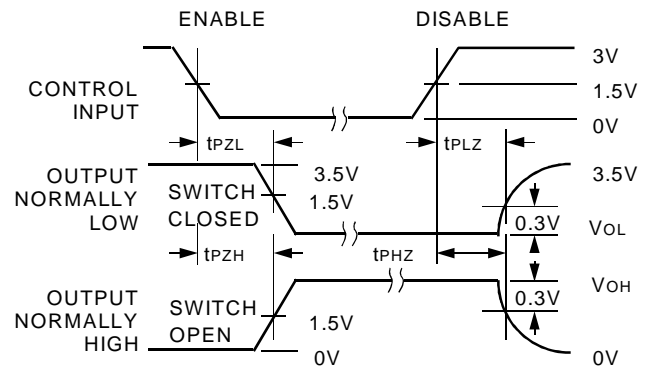 ENABLE DISABLE
3V
CONTROL INPUT 1.5V
0V
tPZL tPLZ
OUTPUT NORMALLY LOW
SWITCH CLOSED
3.5V 3.5V
1.5V
0.3V VOL
tPZH tPHZ
VOH
OUTPUT NORMALLY HIGH
SWITCH OPEN
0.3V
1.5V
0V 0V